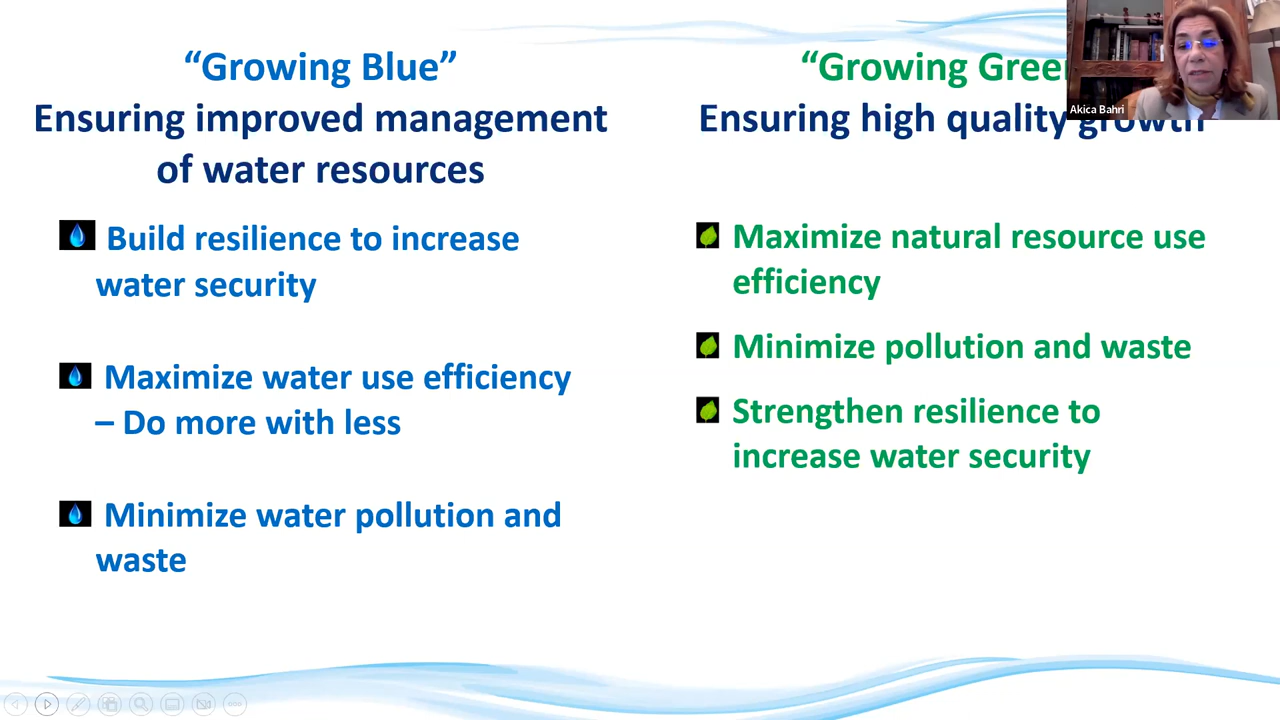 “Growing Blue”
Ensuring improved management
of water resources
Build resilience to increase
water security
Maximize water use efficiency
– Do more with less
Minimize water pollution and
waste
“Growing Green
Ensuring high quality growth
Maximize natural resource use
efficiency
Minimize pollution and waste
Strengthen resilience to
increase water security
Akica Bahri